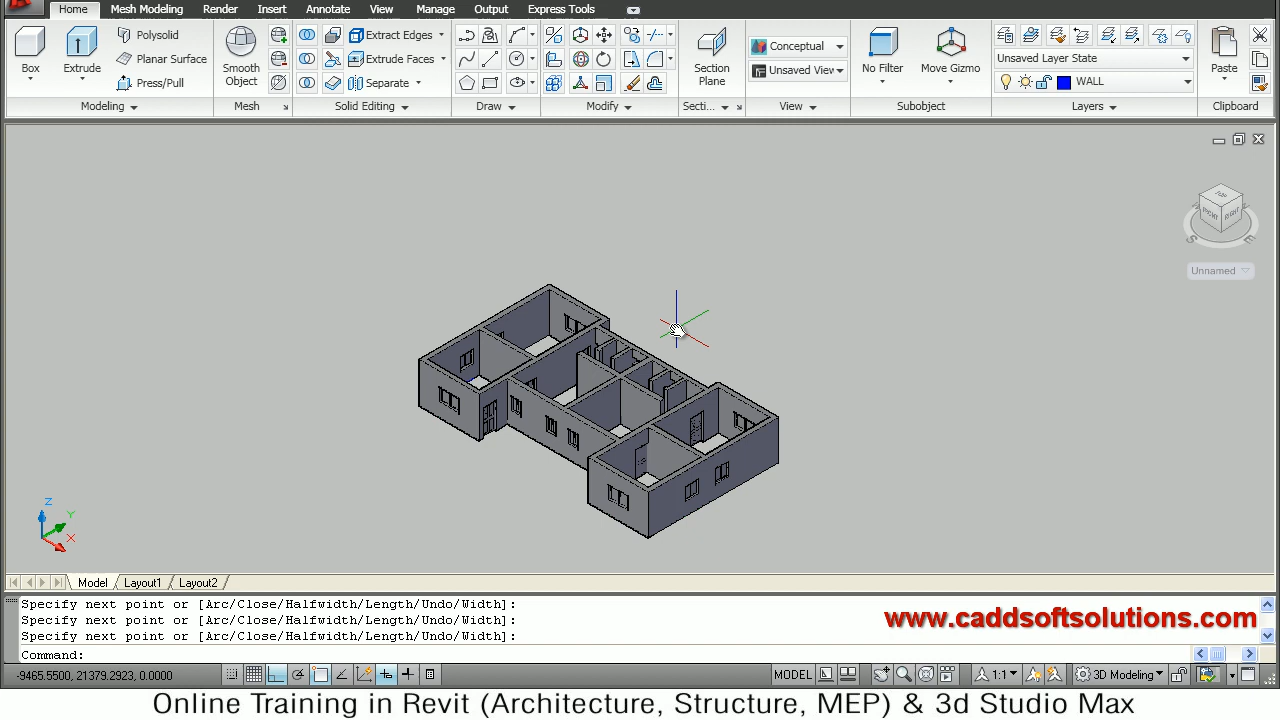 Home Mesh Modeling Render Insert Annotate View Manage Output Express Tools
Box
Extrude
Polysolid
Planar Surface
Press/Pull
Smooth
Object
Extract Edges
Extrude Faces
Separate
Section
Plane
Conceptual
Unsaved View
No Filter
Move Gizmo
Unsaved Layer State
WALL
Paste
Modeling
Mesh
Solid Editing
Draw
Modify
Secti...
View
Subobject
Layers
Clipboard
TOP
RIGHT
S
E
Unnamed
Z
Y
X
Model Layout1 Layout2
Specify next point or [Arc/Close/Halfwidth/Length/Undo/Width]:
Specify next point or [Arc/Close/Halfwidth/Length/Undo/Width]:
Specify next point or [Arc/Close/Halfwidth/Length/Undo/Width]:
Command:
www.caddsoftsolutions.com
-9465.5500, 21379.2923, 0.0000
MODEL
1:1
3D Modeling
Online Training in Revit (Architecture, Structure, MEP) & 3d Studio Max